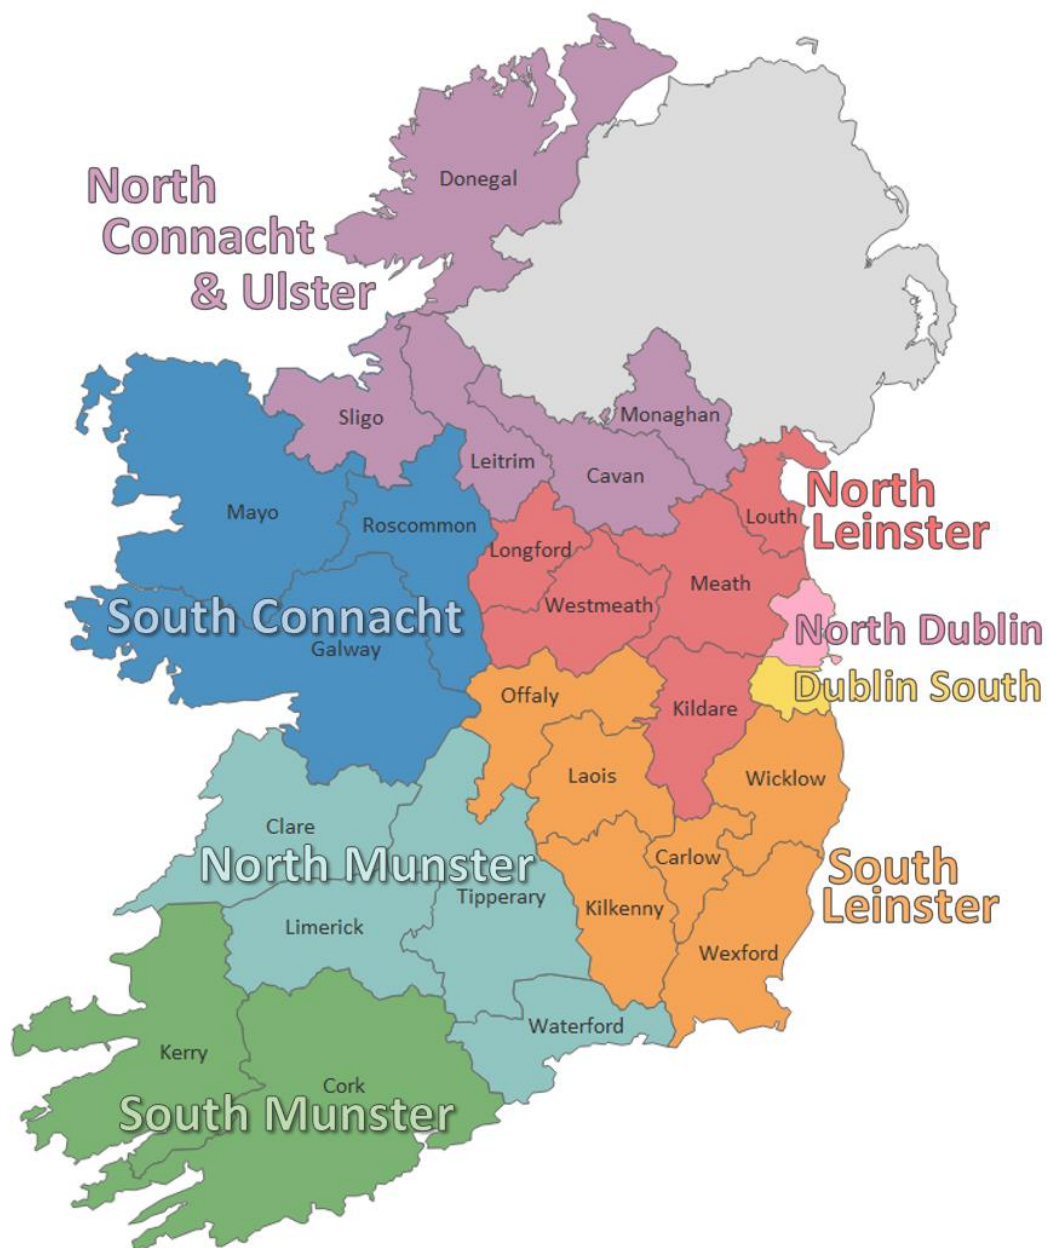 Donegal
North
Connacht
& Ulster
Sligo
Monaghan
Leitrim
Cavan
Mayo
Roscommon
Longford
Louth
North
Leinster
Meath
Westmeath
South Connacht
Galway
North Dublin
Dublin South
Offaly
Kildare
Laois
Wicklow
Clare
North Munster
Carlow
South
Leinster
Tipperary
Kilkenny
Limerick
Wexford
Waterford
Kerry
Cork
South Munster